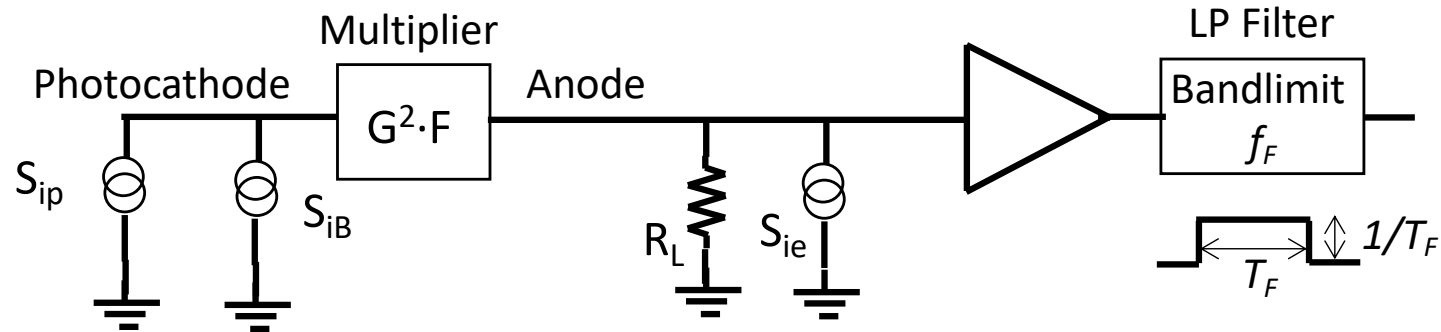 Multiplier
LP Filter
Photocathode
Anode
G²·F
Bandlimit
f_F
S_ip
S_iB
R_L
S_ie
1/T_F
T_F